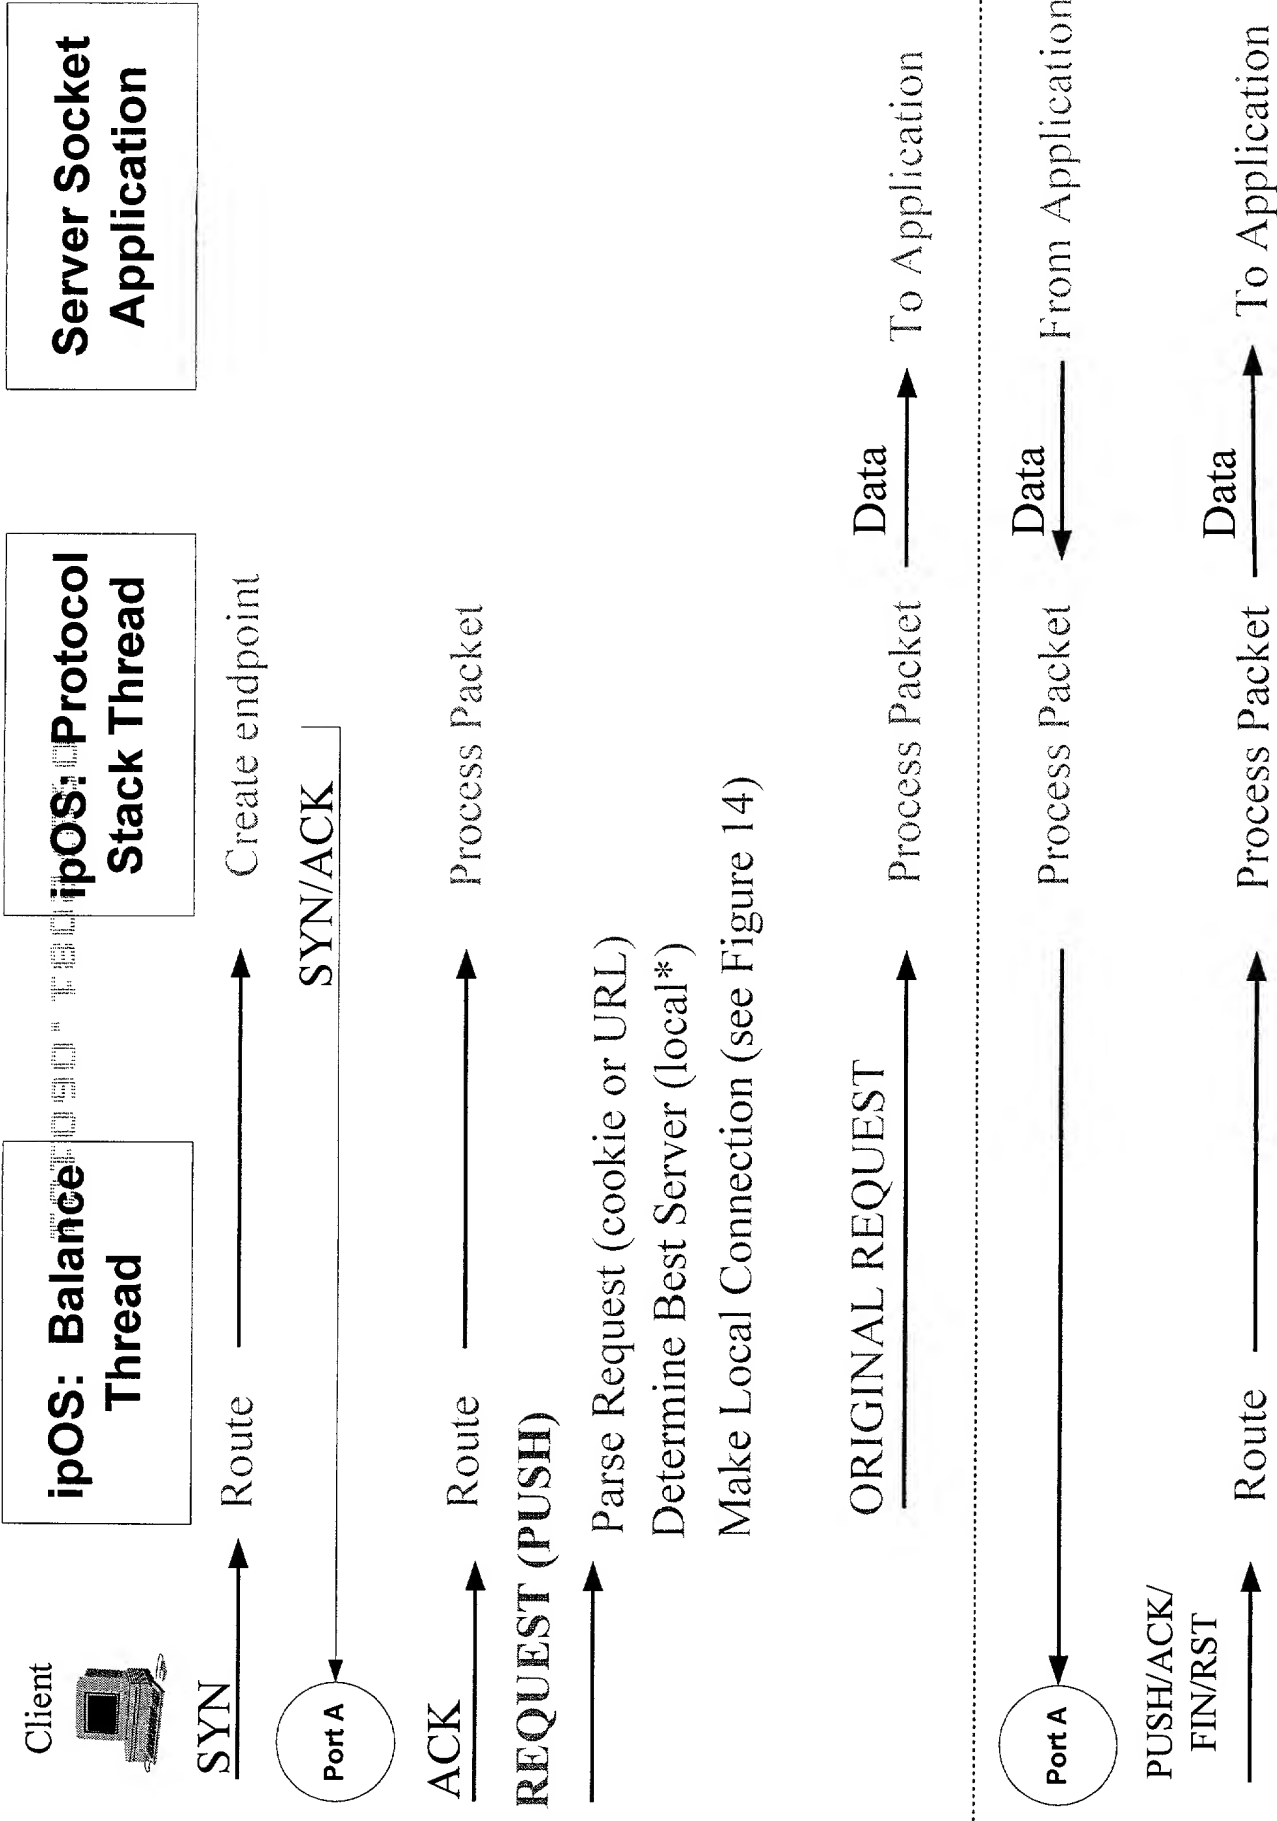 Client
ipOS: Balance
Thread
ipOS: Protocol
Stack Thread
Server Socket
Application
SYN
Route
Create endpoint
SYN/ACK
Port A
ACK
Route
Process Packet
REQUEST (PUSH)
Parse Request (cookie or URL)
Determine Best Server (local*)
Make Local Connection (see Figure 14)
ORIGINAL REQUEST
Process Packet
Data
To Application
Port A
Process Packet
Data
From Application
PUSH/ACK/
FIN/RST
Route
Process Packet
Data
To Application